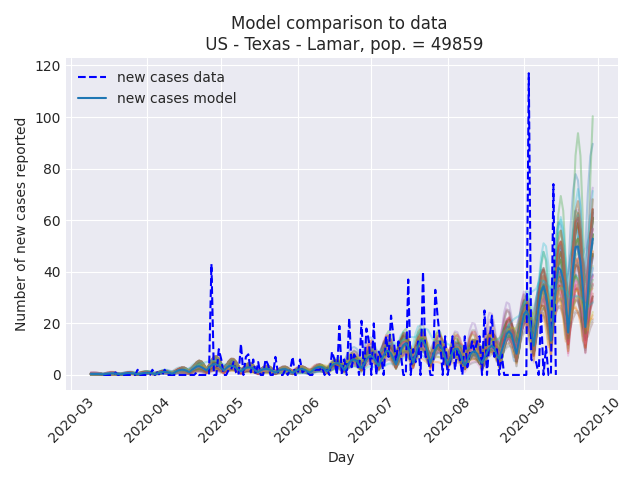 Model comparison to data
US - Texas - Lamar, pop. = 49859
new cases data
new cases model
Number of new cases reported
120
100
80
60
40
20
0
2020-03
2020-04
2020-05
2020-06
2020-07
2020-08
2020-09
2020-10
Day